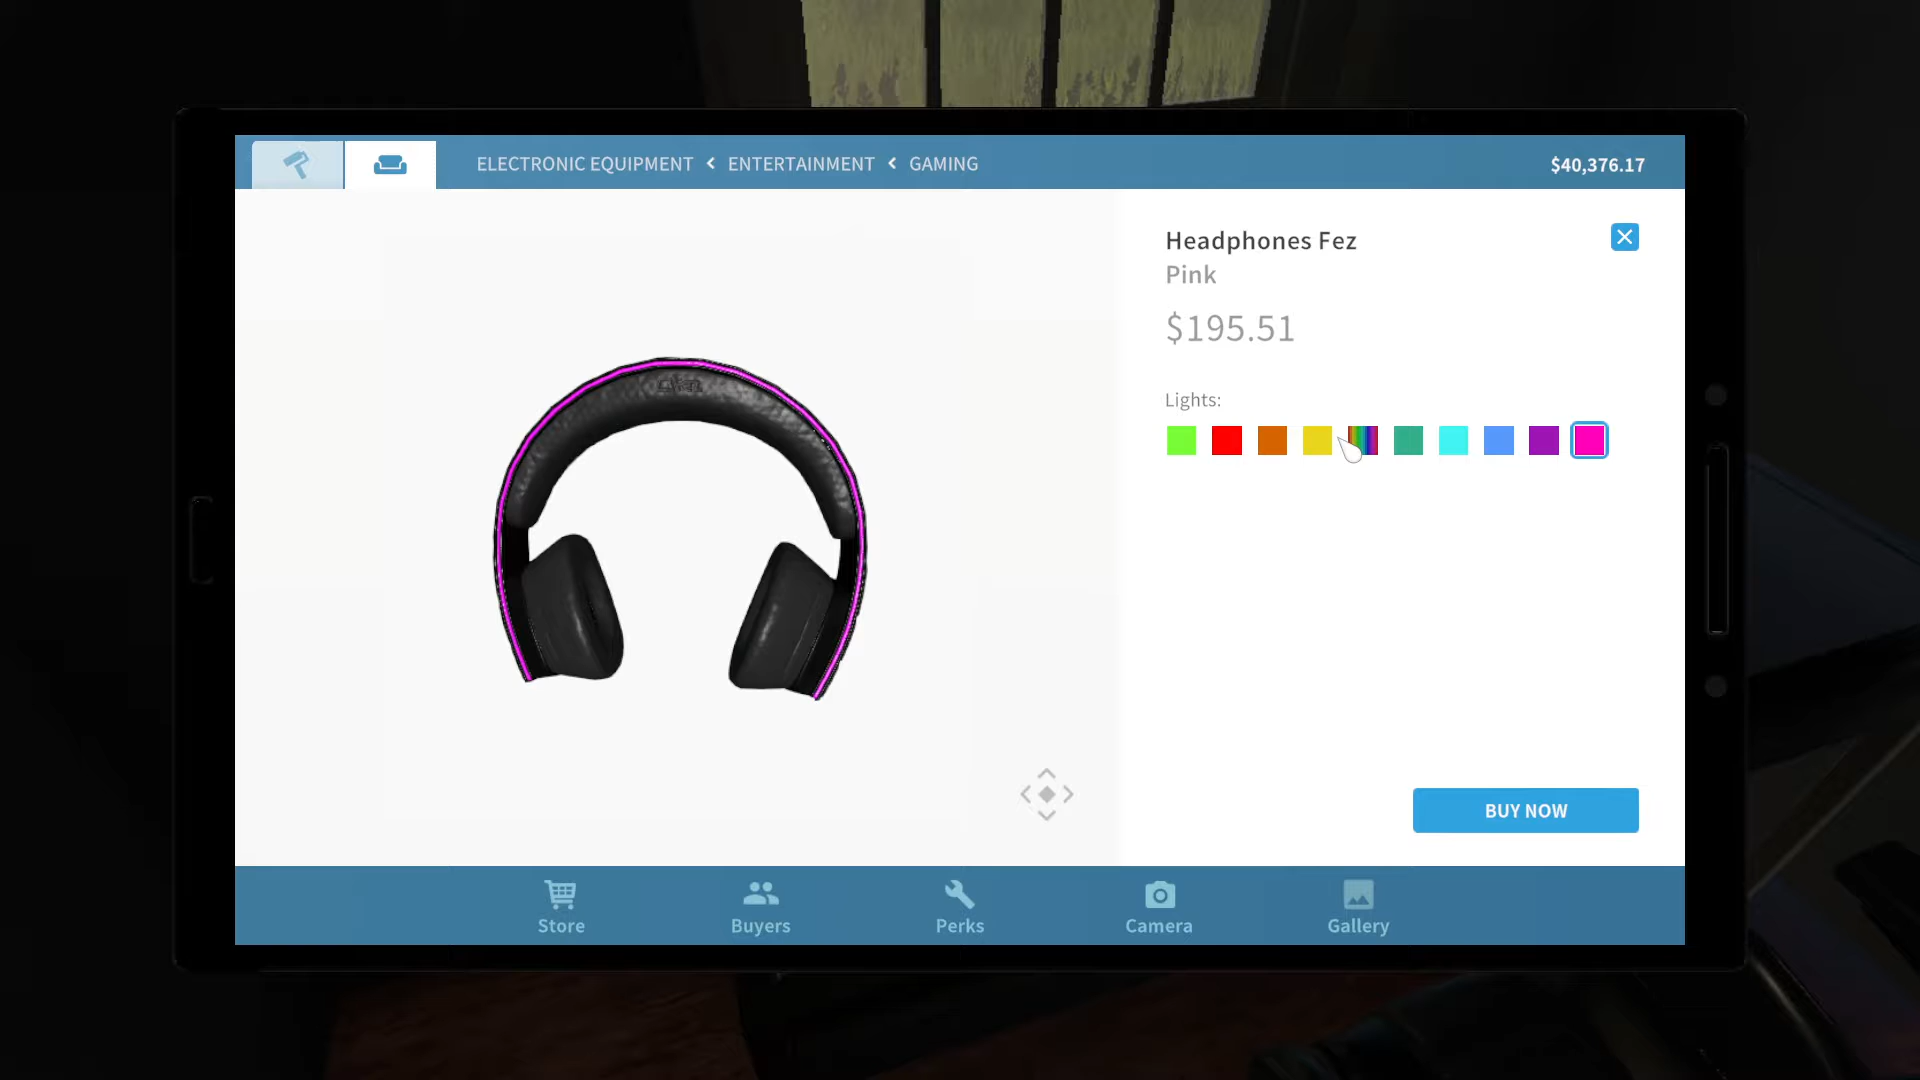 ELECTRONIC EQUIPMENT < ENTERTAINMENT < GAMING
$40,376.17
Headphones Fez
Pink
$195.51
Lights:
BUY NOW
Store
Buyers
Perks
Camera
Gallery